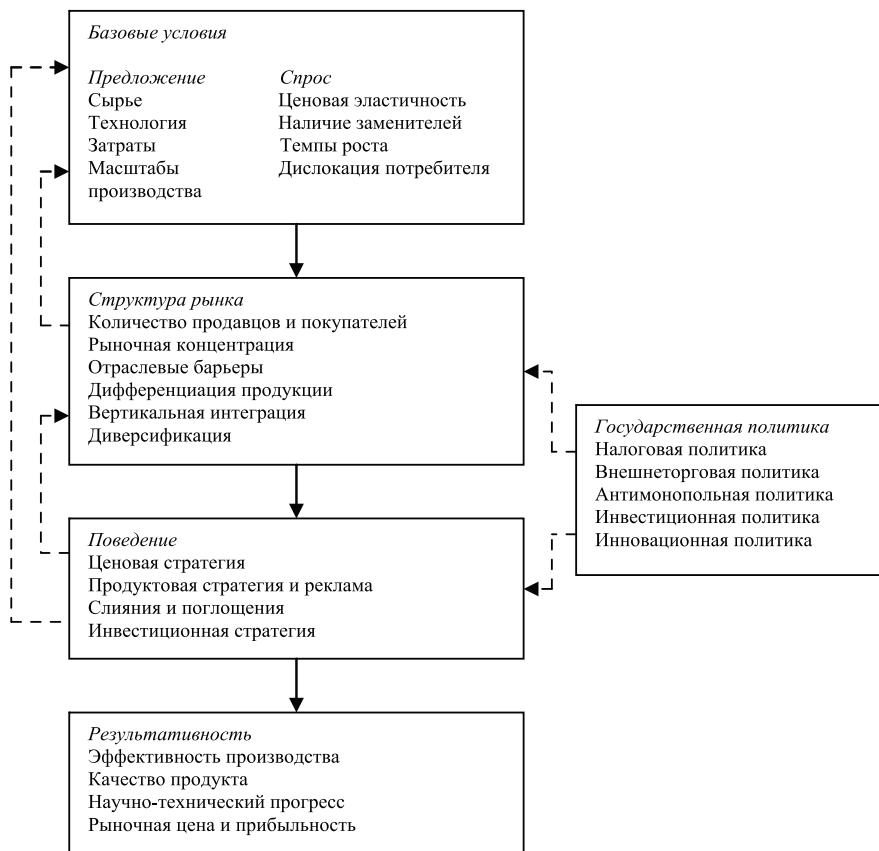 Базовые условия
Предложение
Сырье
Технология
Затраты
Масштабы
производства
Спрос
Ценовая эластичность
Наличие заменителей
Темпы роста
Дислокация потребителя
Структура рынка
Количество продавцов и покупателей
Рыночная концентрация
Отраслевые барьеры
Дифференциация продукции
Вертикальная интеграция
Диверсификация
Государственная политика
Налоговая политика
Внешнеторговая политика
Антимонопольная политика
Инвестиционная политика
Инновационная политика
Поведение
Ценовая стратегия
Продуктовая стратегия и реклама
Слияния и поглощения
Инвестиционная стратегия
Результативность
Эффективность производства
Качество продукта
Научно-технический прогресс
Рыночная цена и прибыльность